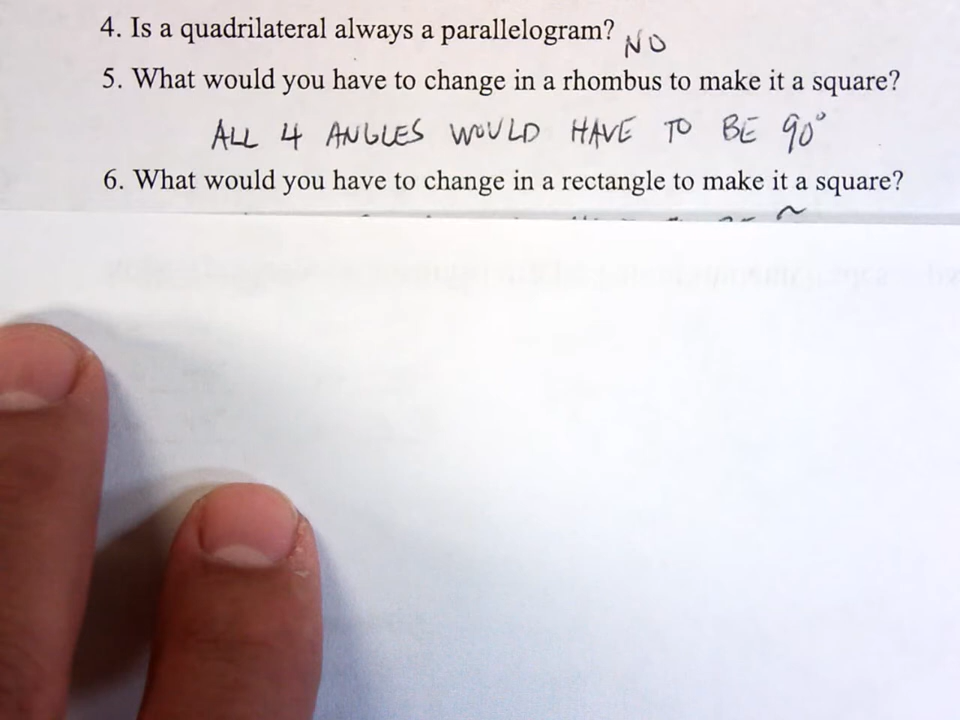 4. Is a quadrilateral always a parallelogram? NO
5. What would you have to change in a rhombus to make it a square?
ALL 4 ANGLES WOULD HAVE TO BE 90°
6. What would you have to change in a rectangle to make it a square?